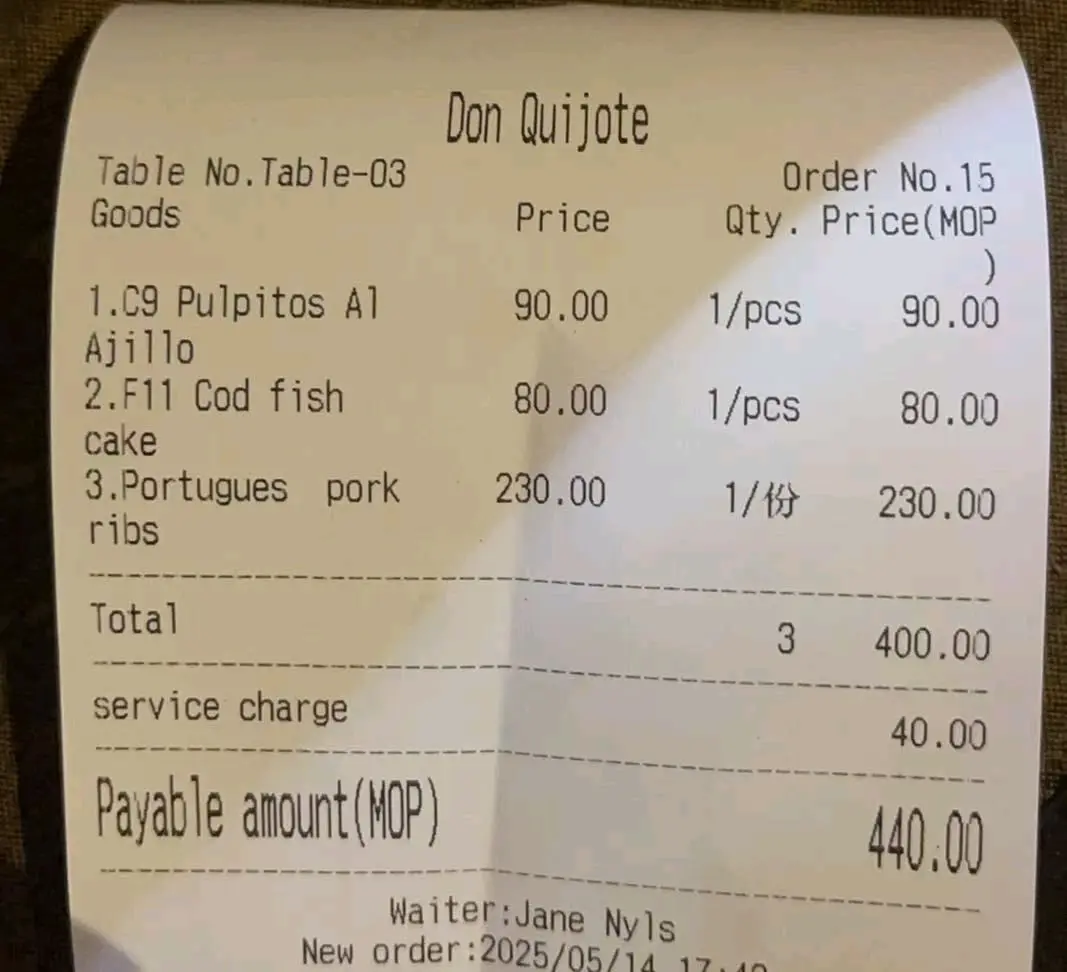 Don Quijote
Table No.Table-03 Order No.15
Goods Price Qty. Price(MOP
)
1.C9 Pulpitos Al 90.00 1/pcs 90.00
Ajillo
2.F11 Cod fish 80.00 1/pcs 80.00
cake
3.Portugues pork 230.00 1/份 230.00
ribs
Total 3 400.00
service charge 40.00
Payable amount(MOP) 440.00
Waiter:Jane Nyls
New order:2025/05/14